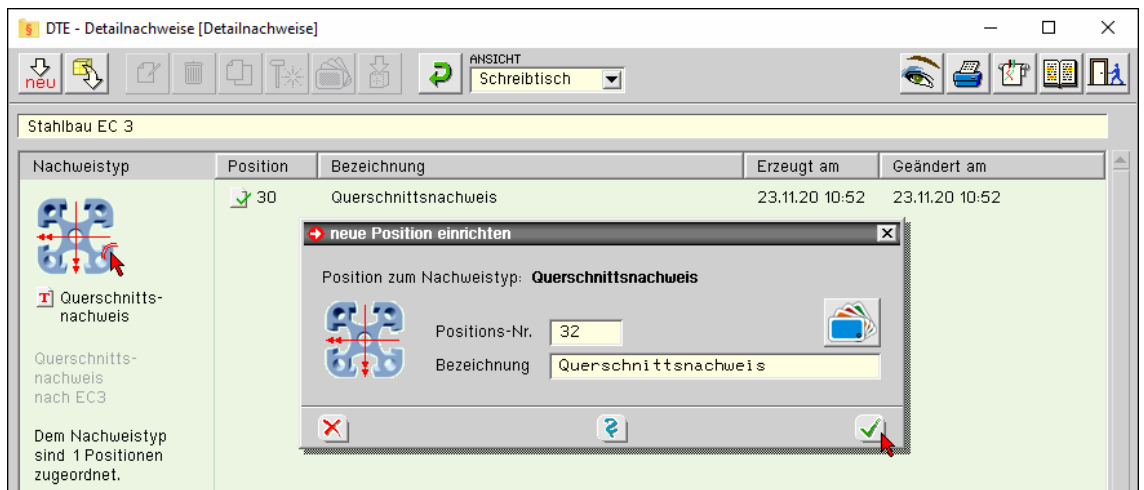 DTE - Detailnachweise [Detailnachweise]
neu
ANSICHT
Schreibtisch
Stahlbau EC 3
Nachweistyp
Position
Bezeichnung
Erzeugt am
Geändert am
30
Querschnittsnachweis
23.11.20 10:52
23.11.20 10:52
T Querschnitts-
nachweis
Querschnitts-
nachweis
nach EC3
Dem Nachweistyp
sind 1 Positionen
zugeordnet.
neue Position einrichten
Position zum Nachweistyp: Querschnittsnachweis
Positions-Nr.
32
Bezeichnung
Querschnittsnachweis